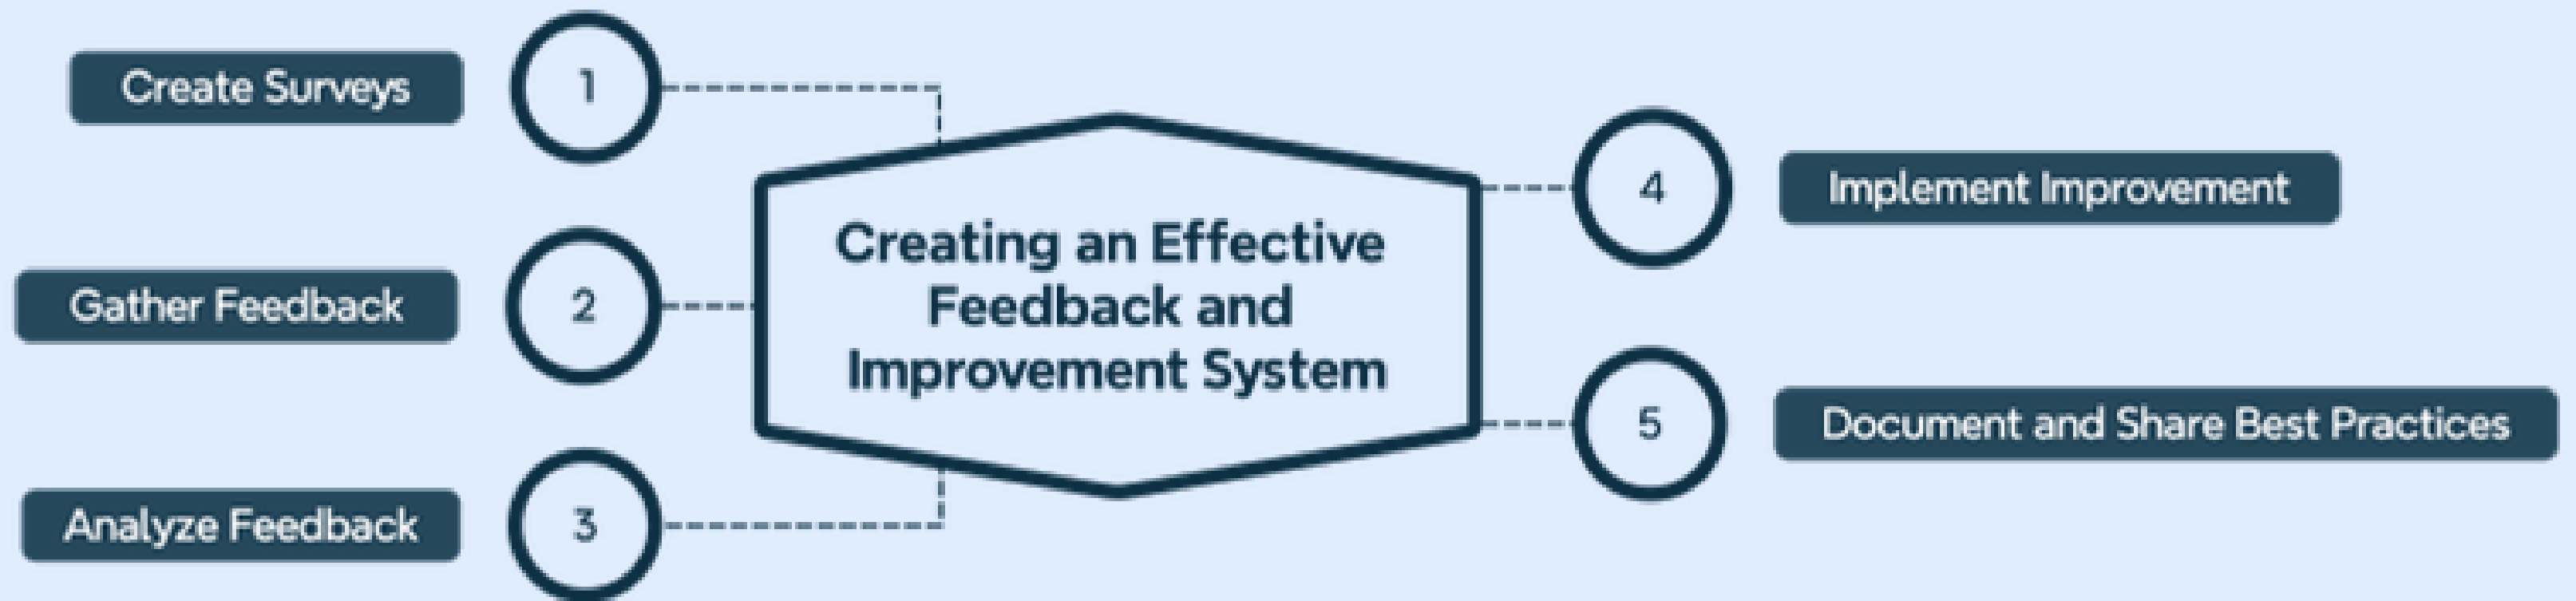 Create Surveys
1
Gather Feedback
2
Analyze Feedback
3
Creating an Effective
Feedback and
Improvement System
4
Implement Improvement
5
Document and Share Best Practices